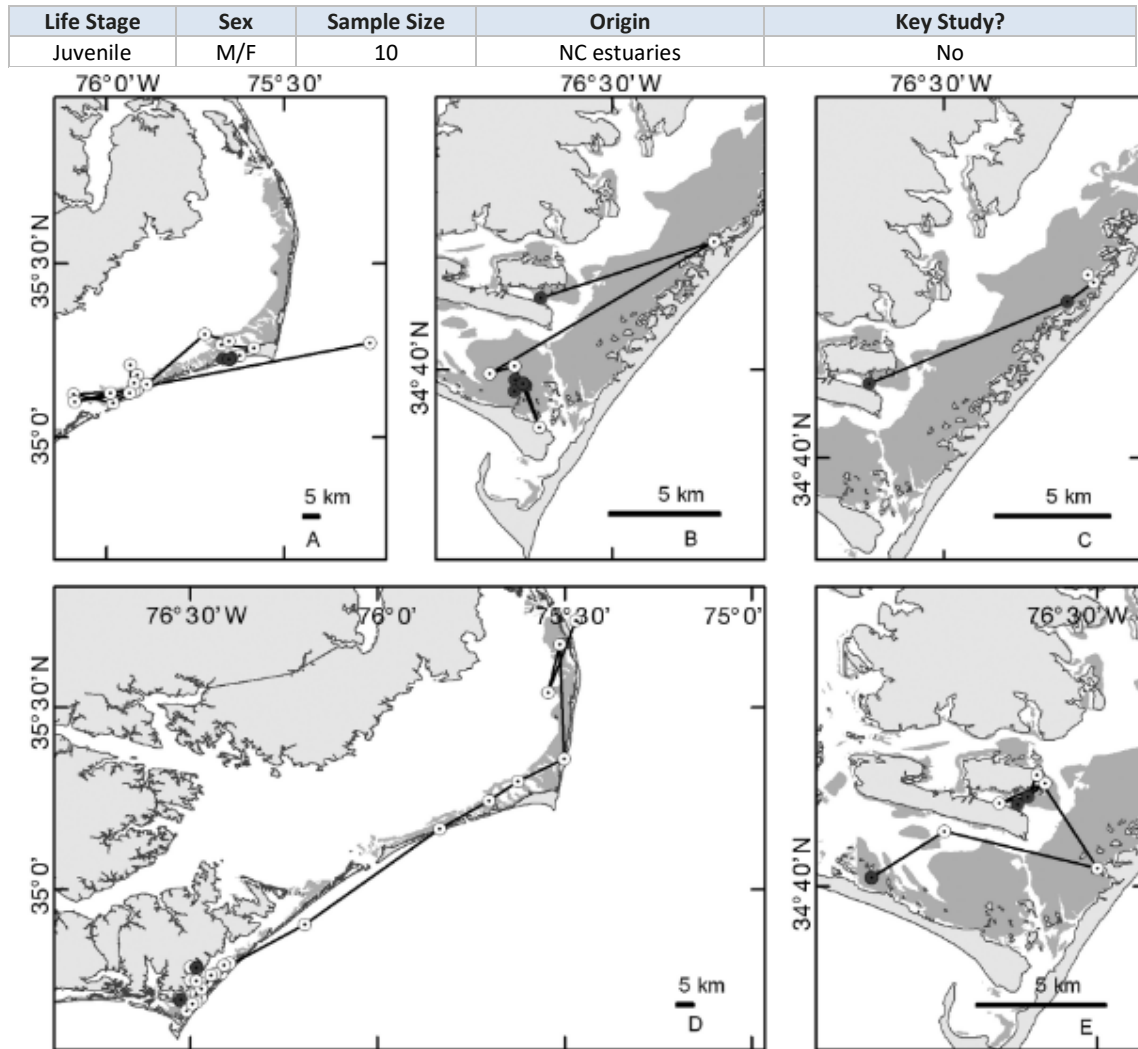 Life Stage Sex Sample Size Origin Key Study?
Juvenile M/F 10 NC estuaries No
76°0'W 75°30'
35°30'N
35°0'
5 km
A
76°30'W
34°40'N
5 km
B
76°30'W
34°40'N
5 km
C
76°30'W 76°0' 75°30' 75°0'
35°30'N
35°0'
5 km
D
76°30'W
34°40'N
5 km
E